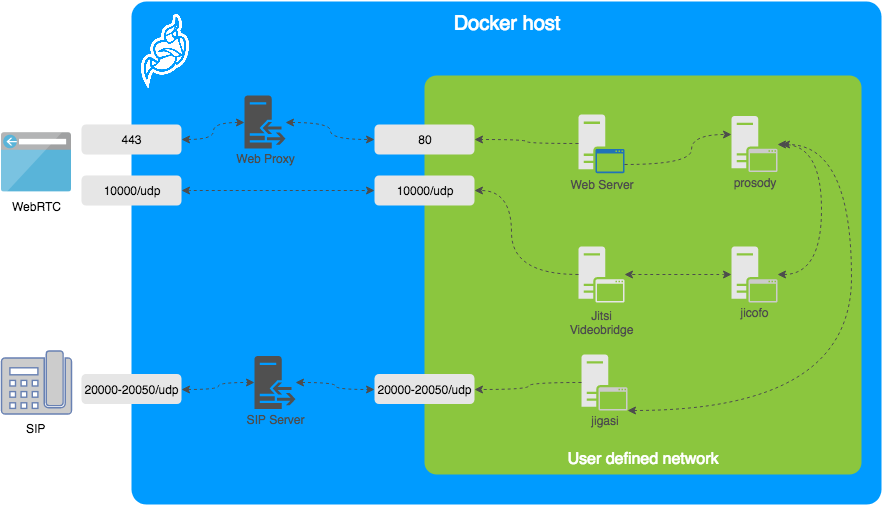 Docker host
443
Web Proxy
80
Web Server
prosody
WebRTC
10000/udp
10000/udp
Jitsi
Videobridge
jicofo
SIP
20000-20050/udp
SIP Server
20000-20050/udp
jigasi
User defined network